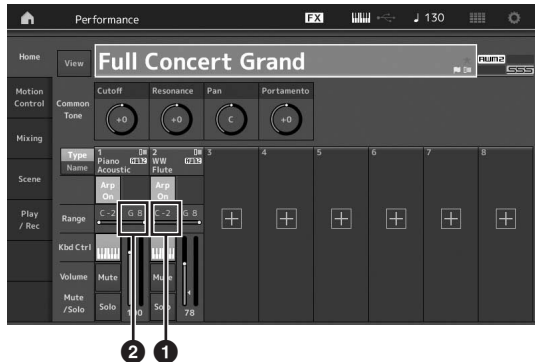 Performance FX 130
Home View Full Concert Grand AWM2
Motion Control Common Tone Cutoff Resonance Pan Portamento
+0 +0 C +0
Mixing
Type 1 2 3 4 5 6 7 8
Name Piano AWM2 WW AWM2
Acoustic Flute
Scene Arp On Arp On
Play / Rec Range C -2 G 8 C -2 G 8
Kbd Ctrl
Volume Mute Mute
Mute /Solo Solo 100 Solo 78
2 1